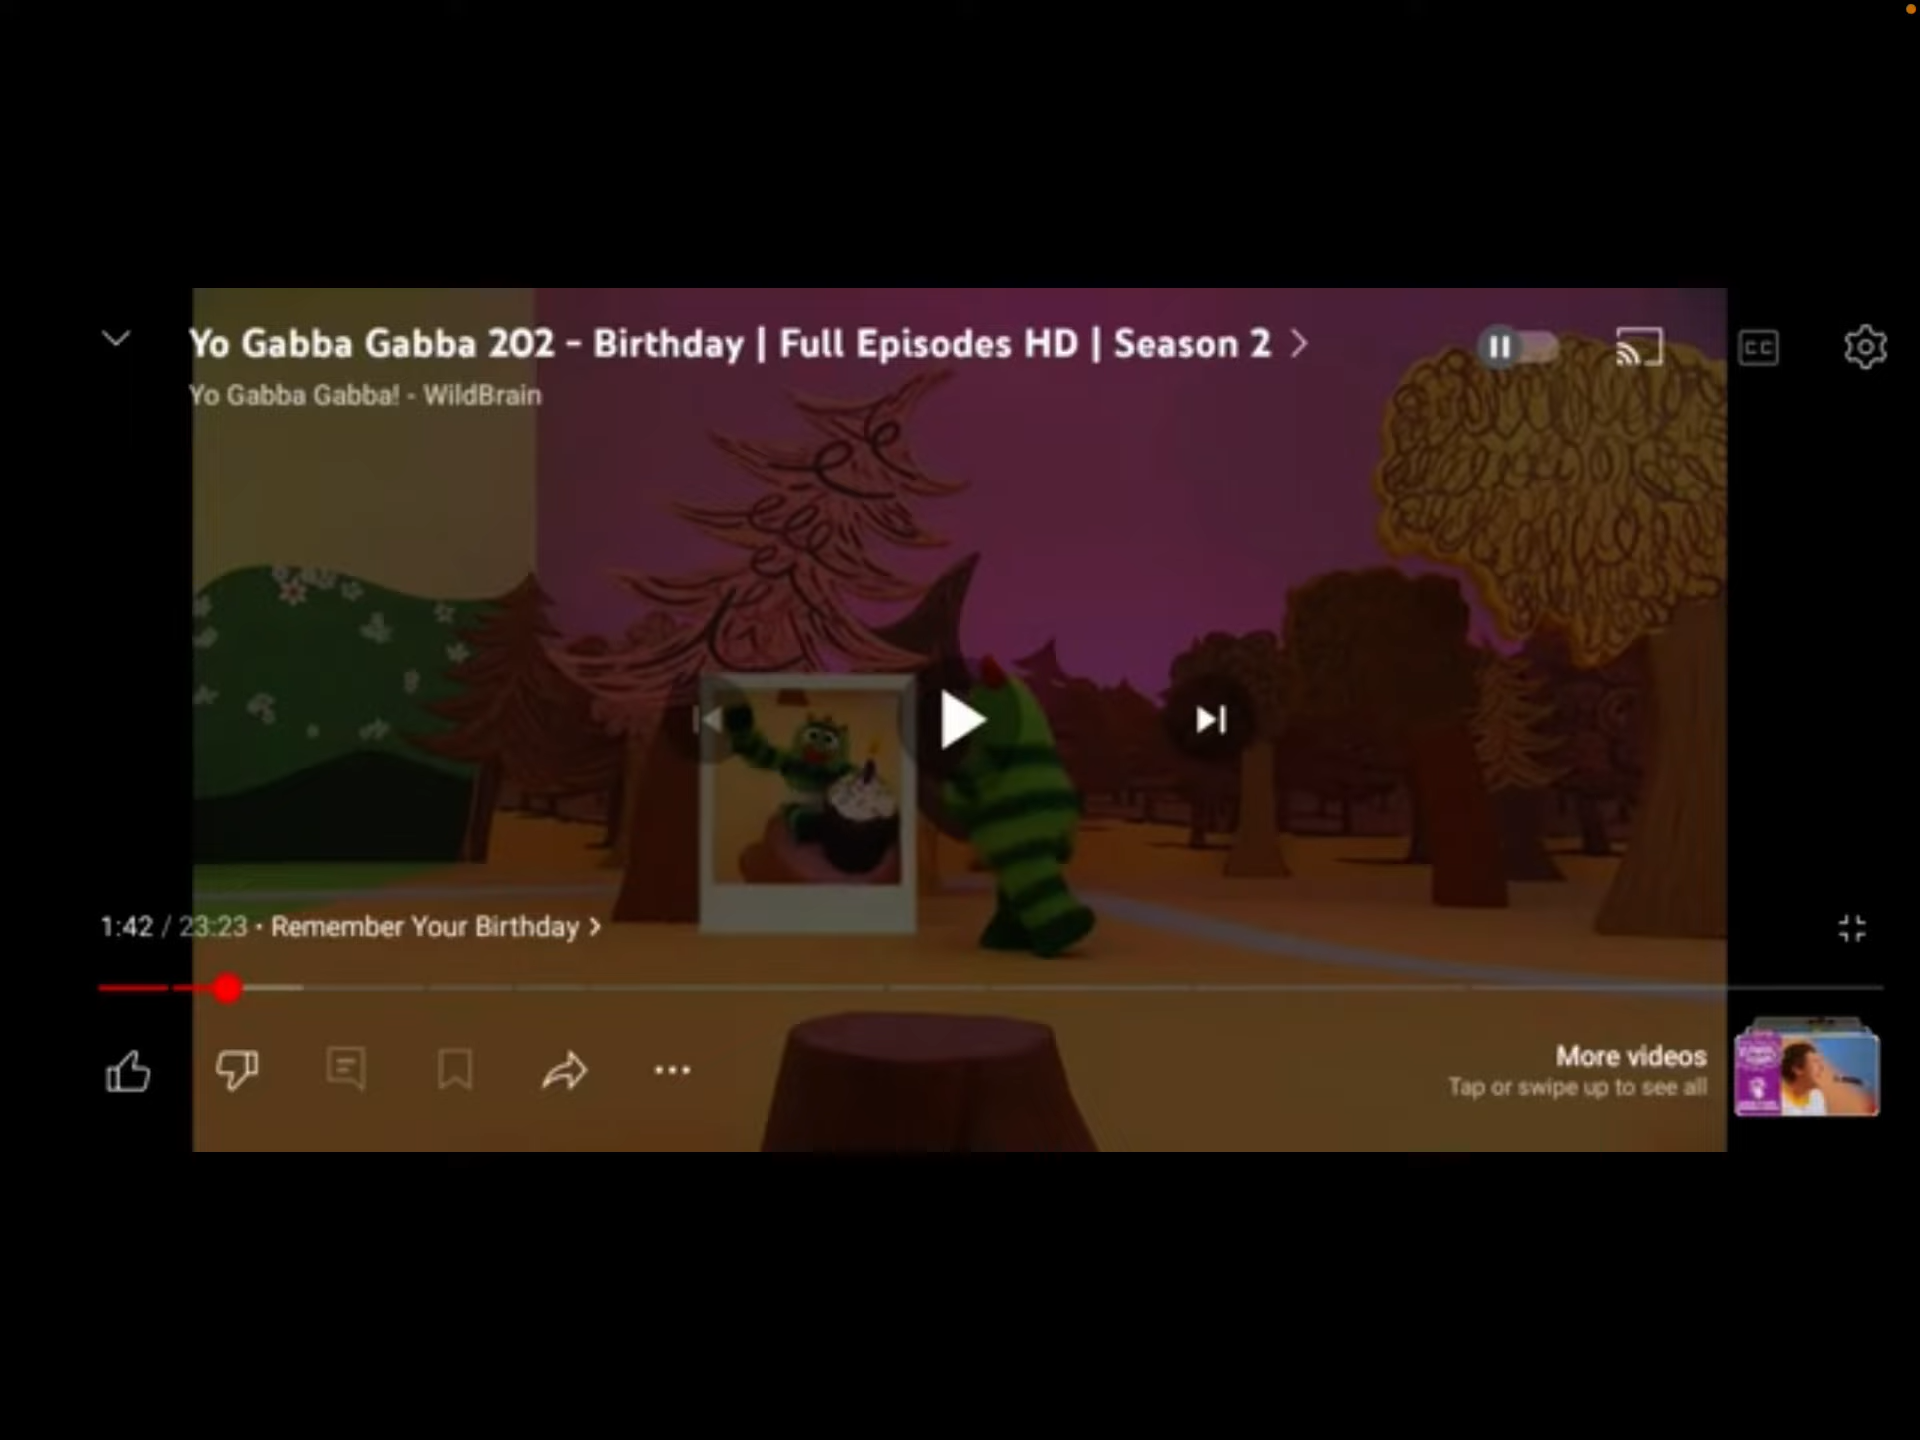 Yo Gabba Gabba 202 - Birthday | Full Episodes HD | Season 2
Yo Gabba Gabba! - WildBrain
CC
1:42 / 23:23 · Remember Your Birthday
More videos
Tap or swipe up to see all